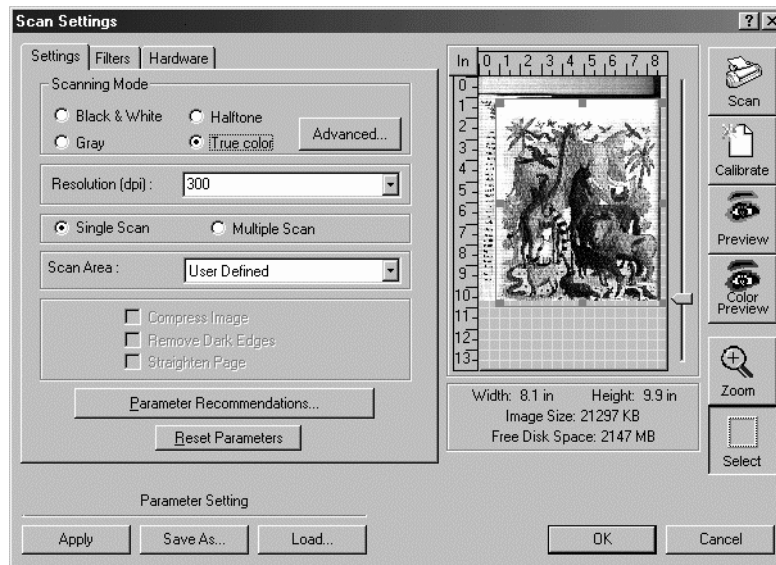 Scan Settings
Settings
Filters
Hardware
Scanning Mode
Black & White
Halftone
Gray
True color
Advanced...
Resolution (dpi) :
300
Single Scan
Multiple Scan
Scan Area :
User Defined
Compress Image
Remove Dark Edges
Straighten Page
Parameter Recommendations...
Reset Parameters
In 0 1 2 3 4 5 6 7 8
0
1
2
3
4
5
6
7
8
9
10
11
12
13
Width: 8.1 in Height: 9.9 in
Image Size: 21297 KB
Free Disk Space: 2147 MB
Scan
Calibrate
Preview
Color
Preview
Zoom
Select
Parameter Setting
Apply
Save As...
Load...
OK
Cancel